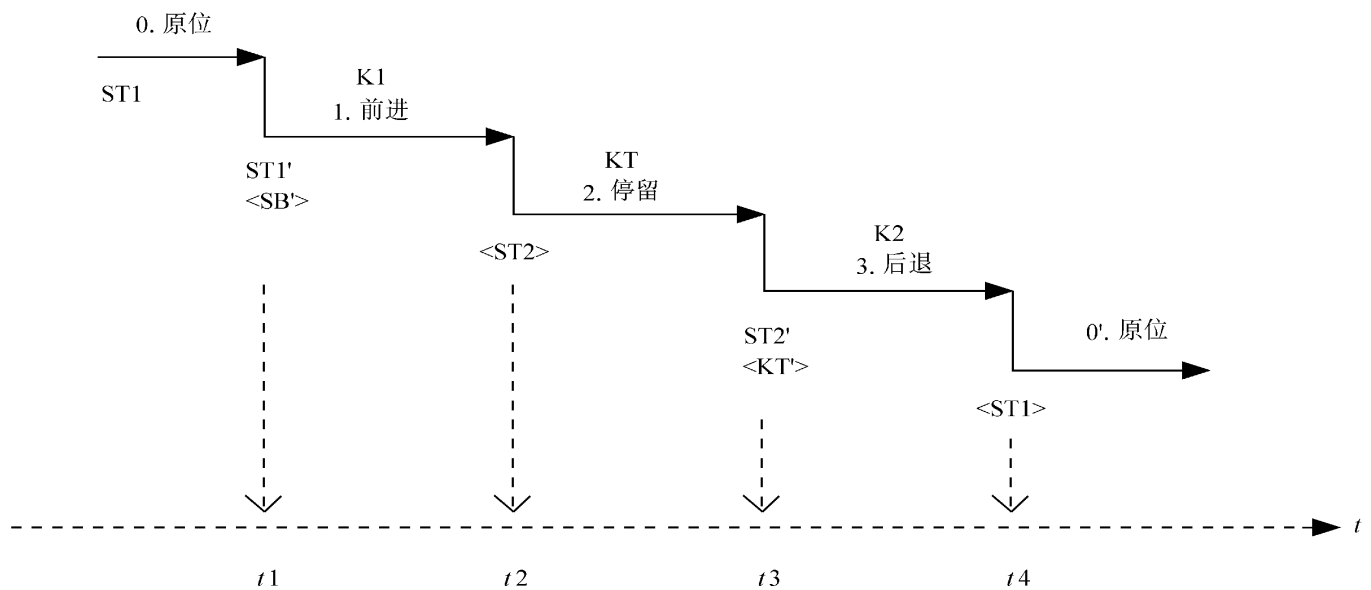 0. 原位
ST1
K1
1. 前进
ST1'
<SB'>
KT
2. 停留
<ST2>
K2
3. 后退
ST2'
<KT'>
0'. 原位
<ST1>
t
t1
t2
t3
t4